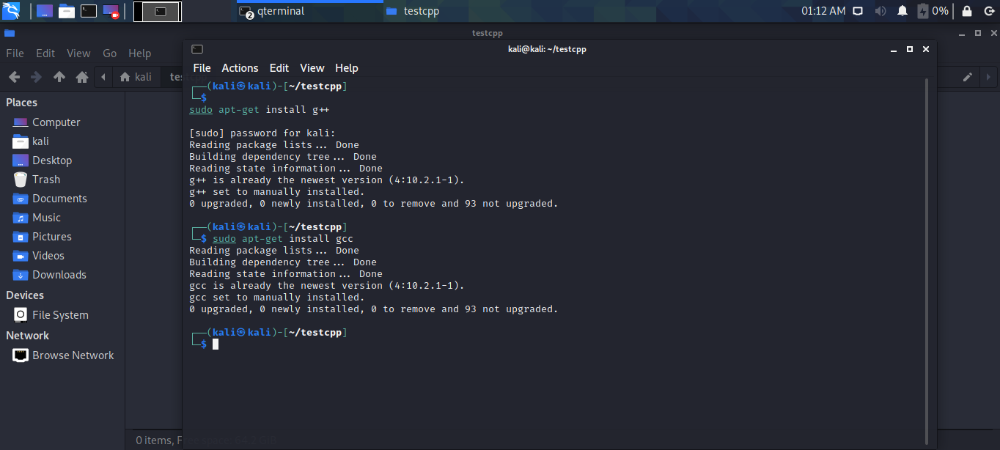 2 qterminal
testcpp
01:12 AM
0%
testcpp
File Edit View Go Help
kali
Places
Computer
kali
Desktop
Trash
Documents
Music
Pictures
Videos
Downloads
Devices
File System
Network
Browse Network
0 items,
kali@kali: ~/testcpp
File Actions Edit View Help
┌──(kali㉿kali)-[~/testcpp]
└─$
sudo apt-get install g++
[sudo] password for kali:
Reading package lists... Done
Building dependency tree... Done
Reading state information... Done
g++ is already the newest version (4:10.2.1-1).
g++ set to manually installed.
0 upgraded, 0 newly installed, 0 to remove and 93 not upgraded.
┌──(kali㉿kali)-[~/testcpp]
└─$ sudo apt-get install gcc
Reading package lists... Done
Building dependency tree... Done
Reading state information... Done
gcc is already the newest version (4:10.2.1-1).
gcc set to manually installed.
0 upgraded, 0 newly installed, 0 to remove and 93 not upgraded.
┌──(kali㉿kali)-[~/testcpp]
└─$